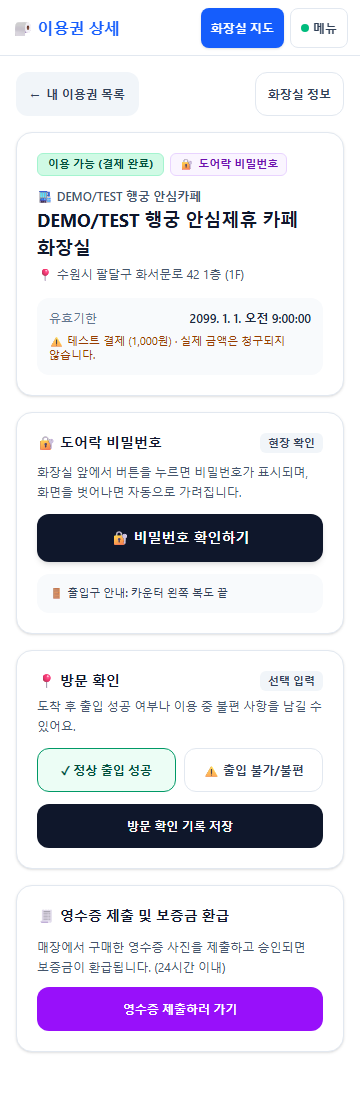 🧻 이용권 상세
화장실 지도
메뉴
← 내 이용권 목록
화장실 정보
이용 가능 (결제 완료)
🔐 도어락 비밀번호
🏪 DEMO/TEST 행궁 안심카페
DEMO/TEST 행궁 안심제휴 카페
화장실
📍 수원시 팔달구 화서문로 42 1층 (1F)
유효기한
2099. 1. 1. 오전 9:00:00
⚠️ 테스트 결제 (1,000원) · 실제 금액은 청구되지
않습니다.
🔐 도어락 비밀번호
현장 확인
화장실 앞에서 버튼을 누르면 비밀번호가 표시되며,
화면을 벗어나면 자동으로 가려집니다.
🔐 비밀번호 확인하기
🚪 출입구 안내: 카운터 왼쪽 복도 끝
📍 방문 확인
선택 입력
도착 후 출입 성공 여부나 이용 중 불편 사항을 남길 수
있어요.
✓ 정상 출입 성공
⚠️ 출입 불가/불편
방문 확인 기록 저장
🧾 영수증 제출 및 보증금 환급
매장에서 구매한 영수증 사진을 제출하고 승인되면
보증금이 환급됩니다. (24시간 이내)
영수증 제출하러 가기